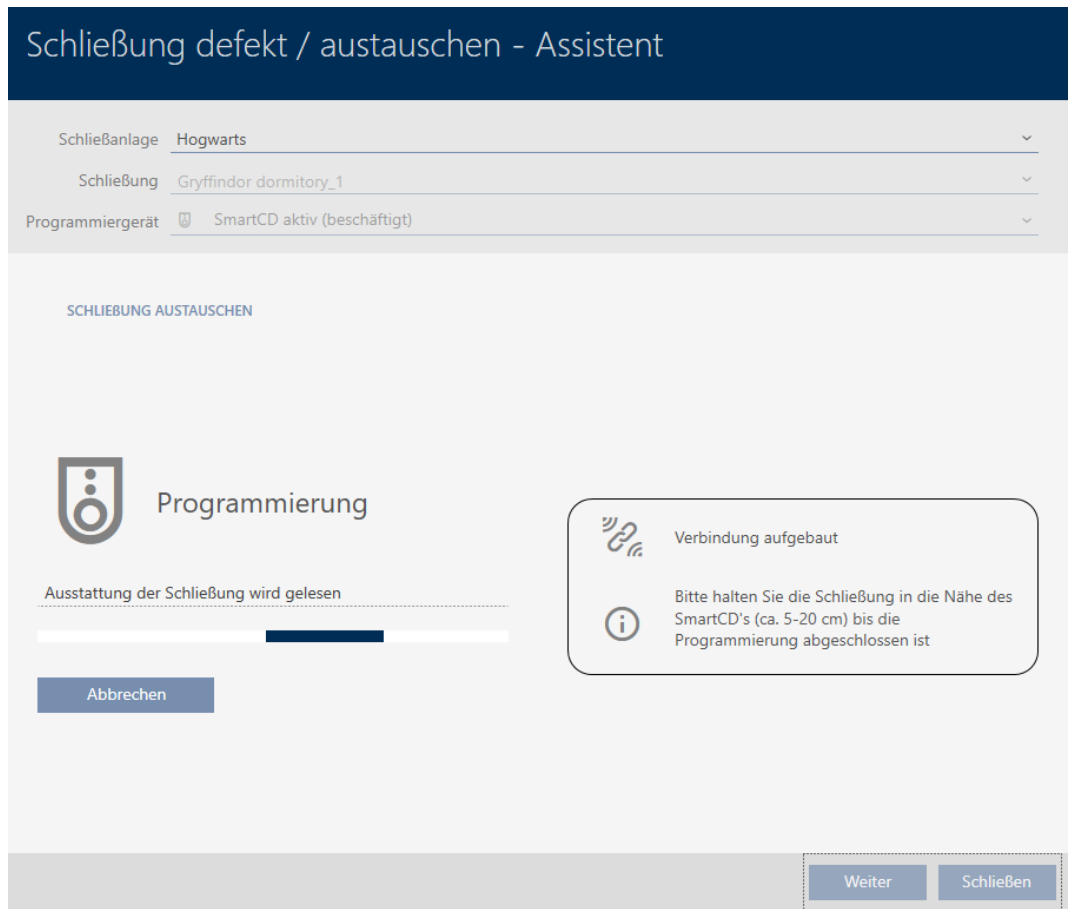 Schließung defekt / austauschen - Assistent
Schließanlage Hogwarts
Schließung Gryffindor dormitory_1
Programmiergerät SmartCD aktiv (beschäftigt)
SCHLIEßUNG AUSTAUSCHEN
Programmierung
Ausstattung der Schließung wird gelesen
Abbrechen
Verbindung aufgebaut
Bitte halten Sie die Schließung in die Nähe des
SmartCD's (ca. 5-20 cm) bis die
Programmierung abgeschlossen ist
Weiter Schließen